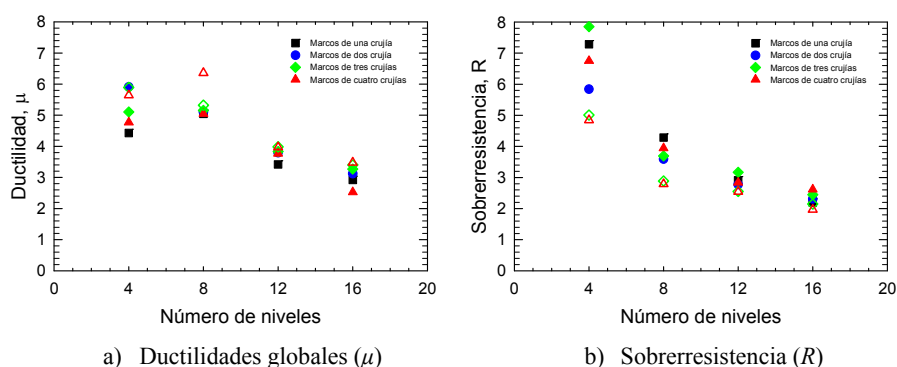 8
7
6
5
4
3
2
1
0
Ductilidad, μ
Marcos de una crujía
Marcos de dos crujía
Marcos de tres crujías
Marcos de cuatro crujías
0 4 8 12 16 20
Número de niveles
a) Ductilidades globales (μ)
8
7
6
5
4
3
2
1
0
Sobrerresistencia, R
Marcos de una crujía
Marcos de dos crujía
Marcos de tres crujías
Marcos de cuatro crujías
0 4 8 12 16 20
Número de niveles
b) Sobrerresistencia (R)